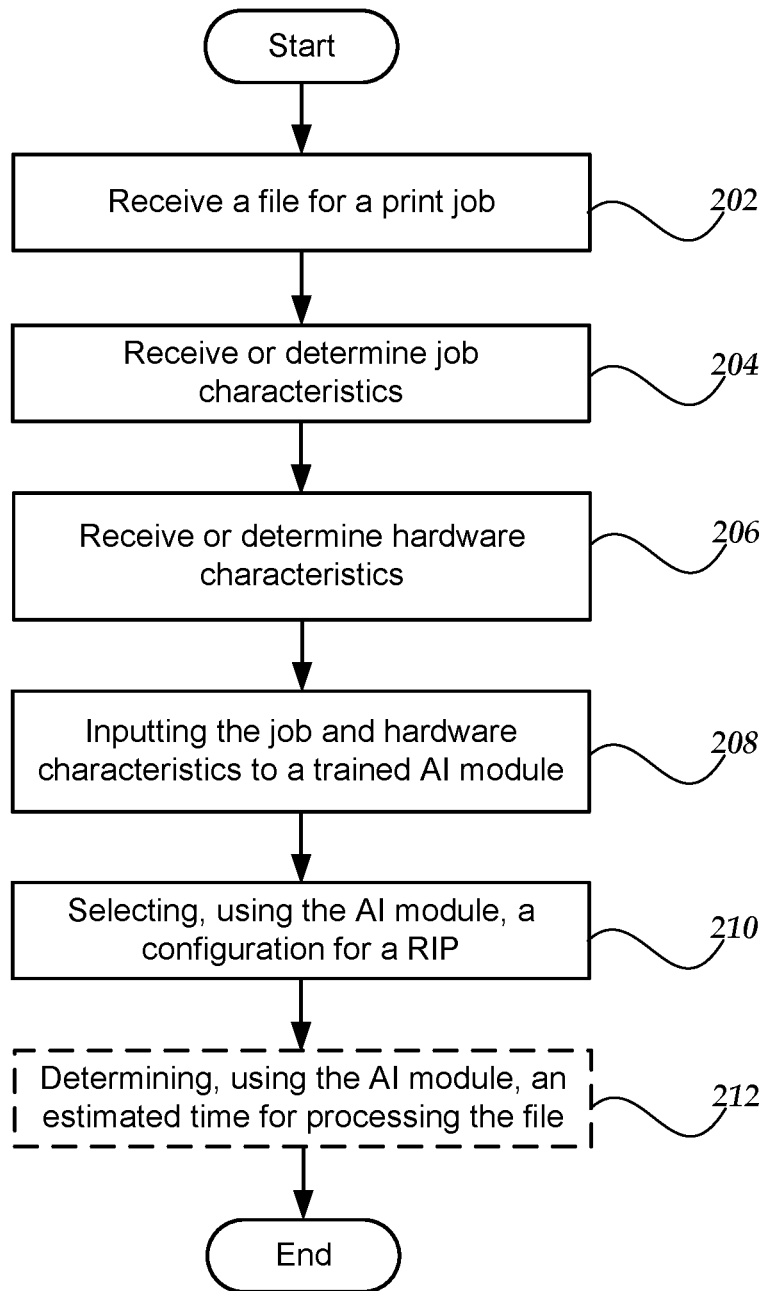 Start
Receive a file for a print job
202
Receive or determine job
characteristics
204
Receive or determine hardware
characteristics
206
Inputting the job and hardware
characteristics to a trained AI module
208
Selecting, using the AI module, a
configuration for a RIP
210
Determining, using the AI module, an
estimated time for processing the file
212
End